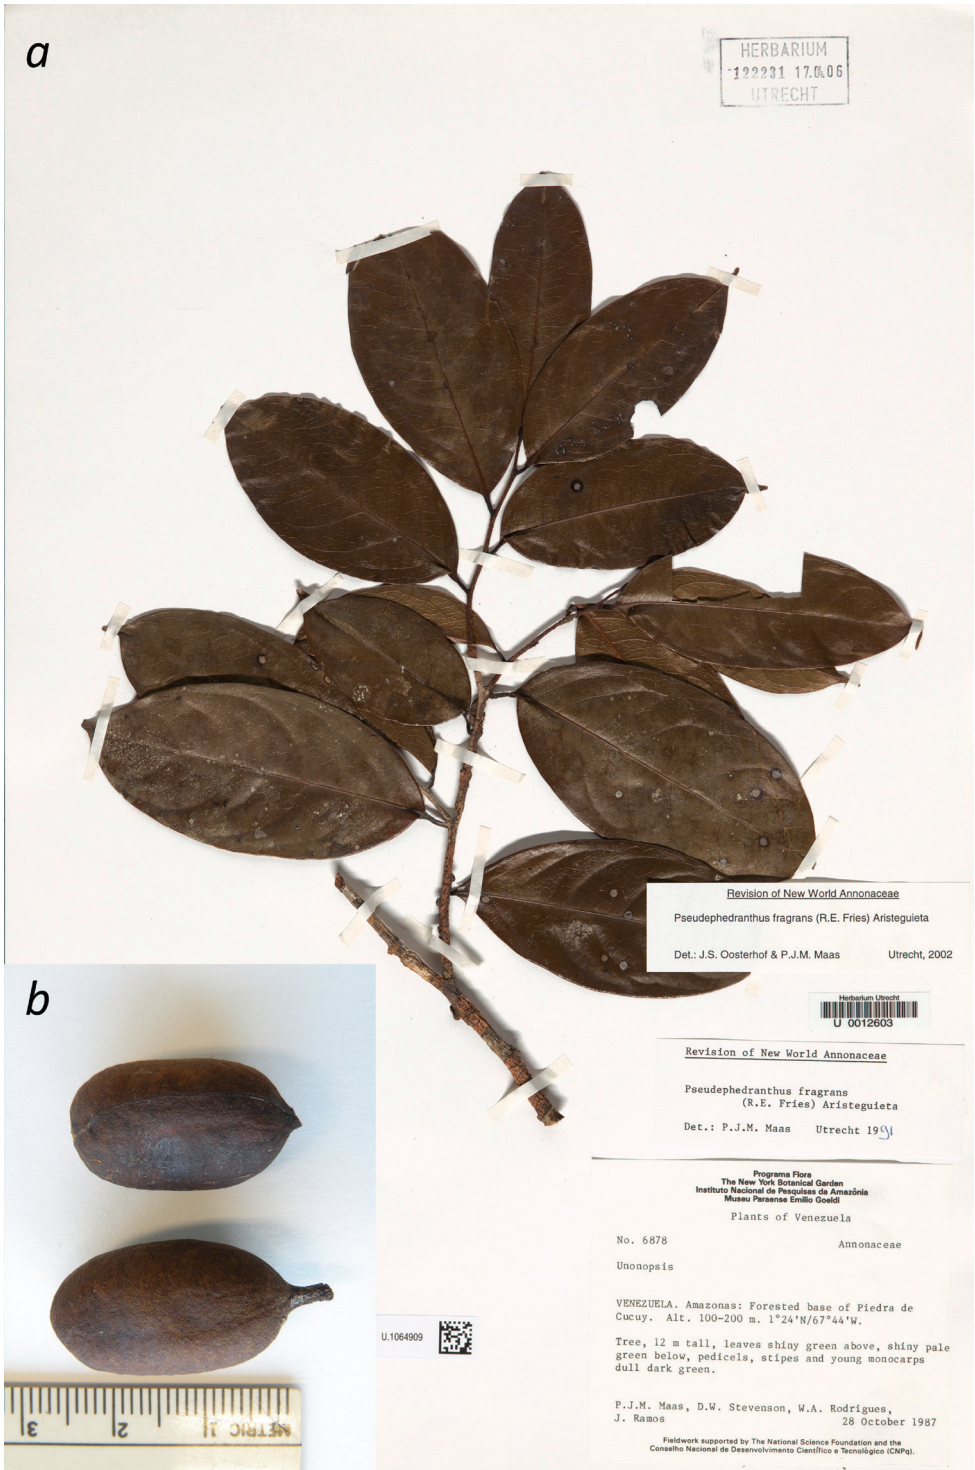 a
HERBARIUM
-122231 17.04.06
UTRECHT
Revision of New World Annonaceae
Pseudephedranthus fragrans (R.E. Fries) Aristeguieta
Det.: J.S. Oosterhof & P.J.M. Maas Utrecht, 2002
Herbarium Utrecht
U 0012603
Revision of New World Annonaceae
Pseudephedranthus fragrans
(R.E. Fries) Aristeguieta
Det.: P.J.M. Maas Utrecht 1991
Programa Flora
The New York Botanical Garden
Instituto Nacional de Pesquisas da Amazônia
Museu Paraense Emilio Goeldi
Plants of Venezuela
No. 6878 Annonaceae
Unonopsis
VENEZUELA. Amazonas: Forested base of Piedra de
Cucuy. Alt. 100-200 m. 1°24'N/67°44'W.
Tree, 12 m tall, leaves shiny green above, shiny pale
green below, pedicels, stipes and young monocarps
dull dark green.
P.J.M. Maas, D.W. Stevenson, W.A. Rodrigues,
J. Ramos 28 October 1987
Fieldwork supported by The National Science Foundation and the
Conselho Nacional de Desenvolvimento Científico e Tecnológico (CNPq).
U.1064909
b
3 2 1 METRIC